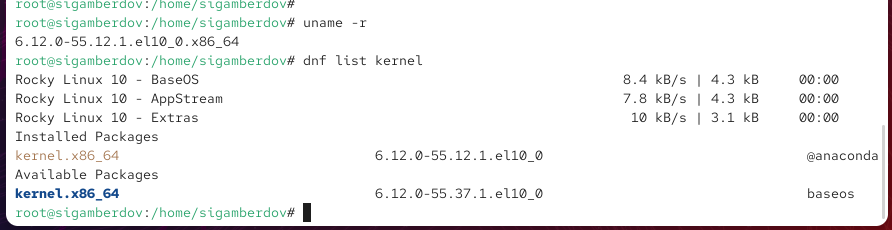 root@sigamberdov:/home/sigamberdov#
root@sigamberdov:/home/sigamberdov# uname -r
6.12.0-55.12.1.el10_0.x86_64
root@sigamberdov:/home/sigamberdov# dnf list kernel
Rocky Linux 10 - BaseOS 8.4 kB/s | 4.3 kB 00:00
Rocky Linux 10 - AppStream 7.8 kB/s | 4.3 kB 00:00
Rocky Linux 10 - Extras 10 kB/s | 3.1 kB 00:00
Installed Packages
kernel.x86_64 6.12.0-55.12.1.el10_0 @anaconda
Available Packages
kernel.x86_64 6.12.0-55.37.1.el10_0 baseos
root@sigamberdov:/home/sigamberdov#